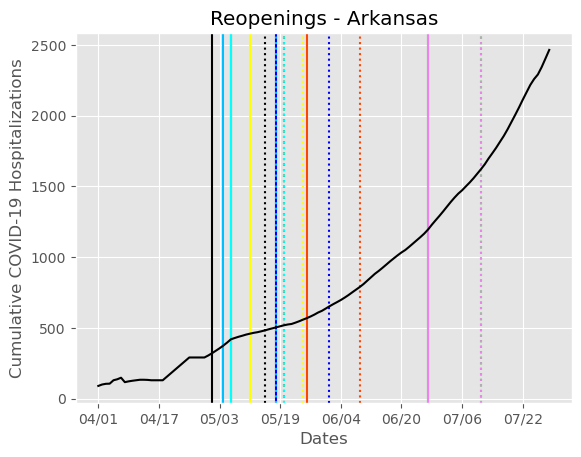 Reopenings - Arkansas
Cumulative COVID-19 Hospitalizations
2500
2000
1500
1000
500
0
04/01 04/17 05/03 05/19 06/04 06/20 07/06 07/22
Dates